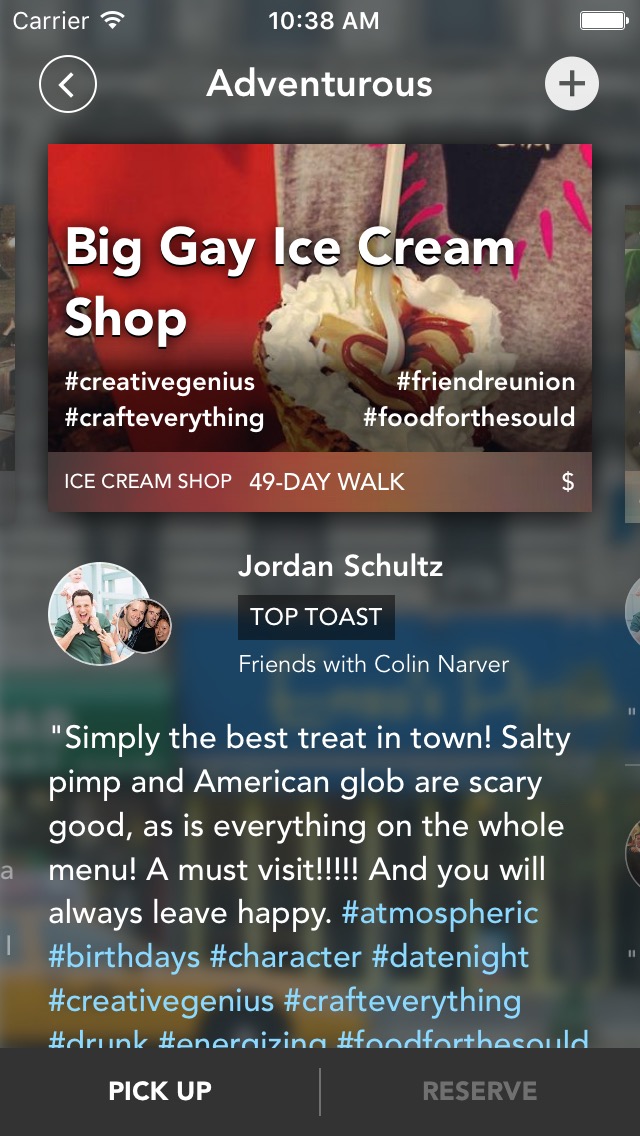 Carrier 10:38 AM
Adventurous
Big Gay Ice Cream
Shop
#creativegenius #friendreunion
#crafteverything #foodforthesould
ICE CREAM SHOP 49-DAY WALK $
Jordan Schultz
TOP TOAST
Friends with Colin Narver
"Simply the best treat in town! Salty
pimp and American glob are scary
good, as is everything on the whole
menu! A must visit!!!!! And you will
always leave happy. #atmospheric
#birthdays #character #datenight
#creativegenius #crafteverything
#drunk #energizing #foodforthesould
PICK UP RESERVE